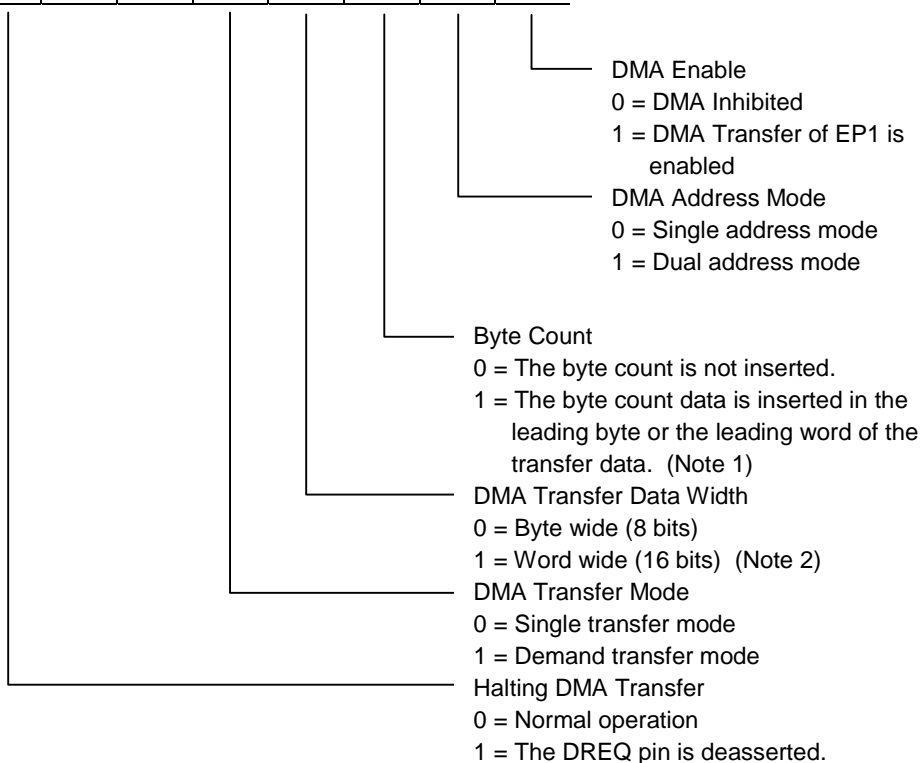 DMA Enable
0 = DMA Inhibited
1 = DMA Transfer of EP1 is
enabled
DMA Address Mode
0 = Single address mode
1 = Dual address mode
Byte Count
0 = The byte count is not inserted.
1 = The byte count data is inserted in the
leading byte or the leading word of the
transfer data. (Note 1)
DMA Transfer Data Width
0 = Byte wide (8 bits)
1 = Word wide (16 bits) (Note 2)
DMA Transfer Mode
0 = Single transfer mode
1 = Demand transfer mode
Halting DMA Transfer
0 = Normal operation
1 = The DREQ pin is deasserted.